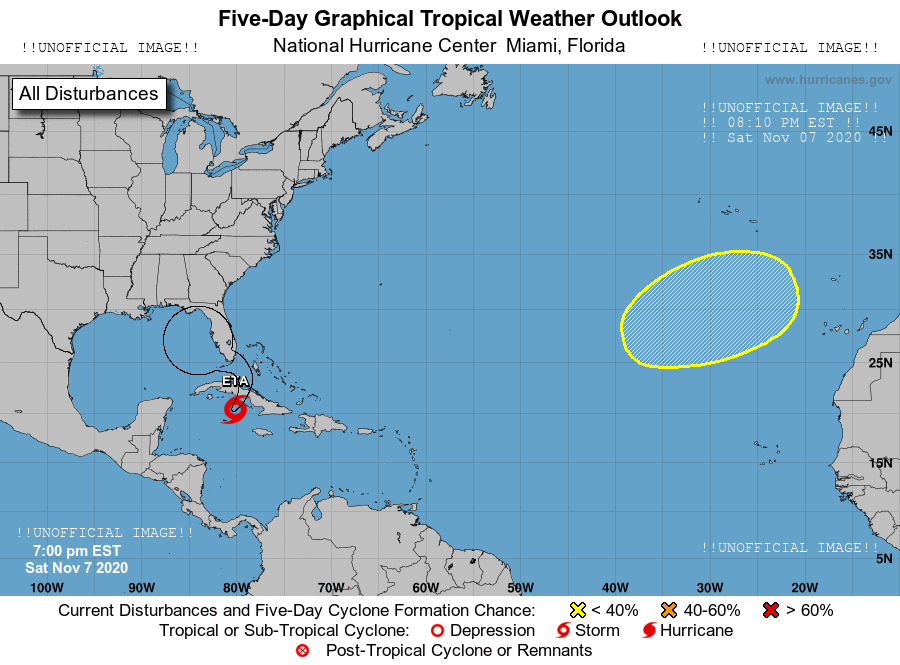 Five-Day Graphical Tropical Weather Outlook
!!UNOFFICIAL IMAGE!! National Hurricane Center Miami, Florida !!UNOFFICIAL IMAGE!!
www.hurricanes.gov
All Disturbances
!!UNOFFICIAL IMAGE!!
!! 08:10 PM EST !!
!! Sat Nov 07 2020 !!
45N
35N
25N
ETA
15N
!!UNOFFICIAL IMAGE!!
7:00 pm EST
Sat Nov 7 2020
!!UNOFFICIAL IMAGE!!
5N
100W 90W 80W 70W 60W 50W 40W 30W 20W
Current Disturbances and Five-Day Cyclone Formation Chance: < 40% 40-60% > 60%
Tropical or Sub-Tropical Cyclone: Depression Storm Hurricane
Post-Tropical Cyclone or Remnants